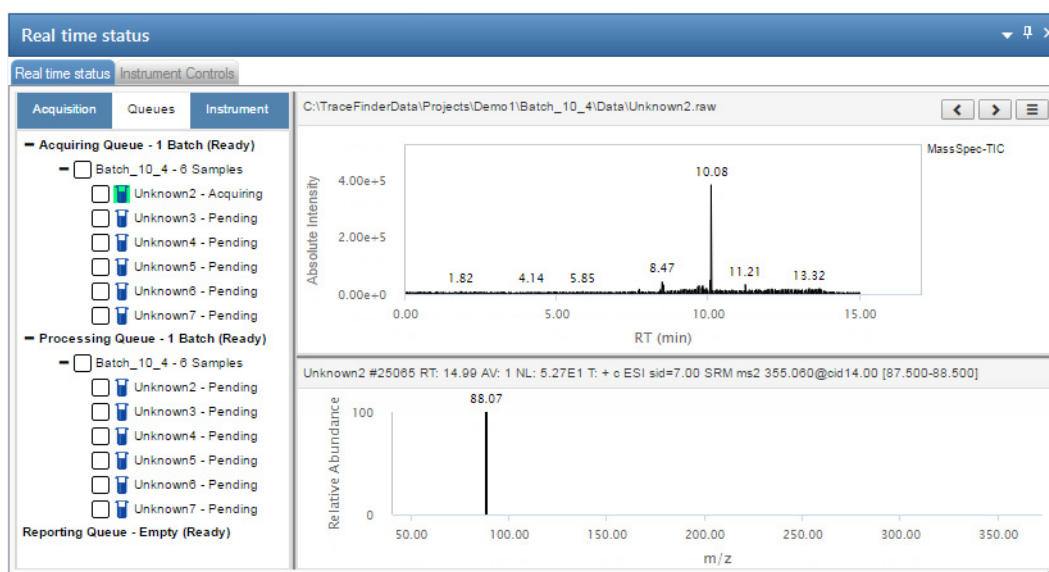 Real time status
Real time status Instrument Controls
Acquisition Queues Instrument
Acquiring Queue - 1 Batch (Ready)
Batch_10_4 - 6 Samples
Unknown2 - Acquiring
Unknown3 - Pending
Unknown4 - Pending
Unknown5 - Pending
Unknown6 - Pending
Unknown7 - Pending
Processing Queue - 1 Batch (Ready)
Batch_10_4 - 6 Samples
Unknown2 - Pending
Unknown3 - Pending
Unknown4 - Pending
Unknown5 - Pending
Unknown6 - Pending
Unknown7 - Pending
Reporting Queue - Empty (Ready)
C:\TraceFinderData\Projects\Demo1\Batch_10_4\Data\Unknown2.raw
MassSpec-TIC
Absolute Intensity
4.00e+5
2.00e+5
0.00e+0
1.82 4.14 5.85 8.47 10.08 11.21 13.32
0.00 5.00 10.00 15.00
RT (min)
Unknown2 #25065 RT: 14.99 AV: 1 NL: 5.27E1 T: + c ESI sid=7.00 SRM ms2 355.060@cid14.00 [87.500-88.500]
Relative Abundance
100
0
88.07
50.00 100.00 150.00 200.00 250.00 300.00 350.00
m/z